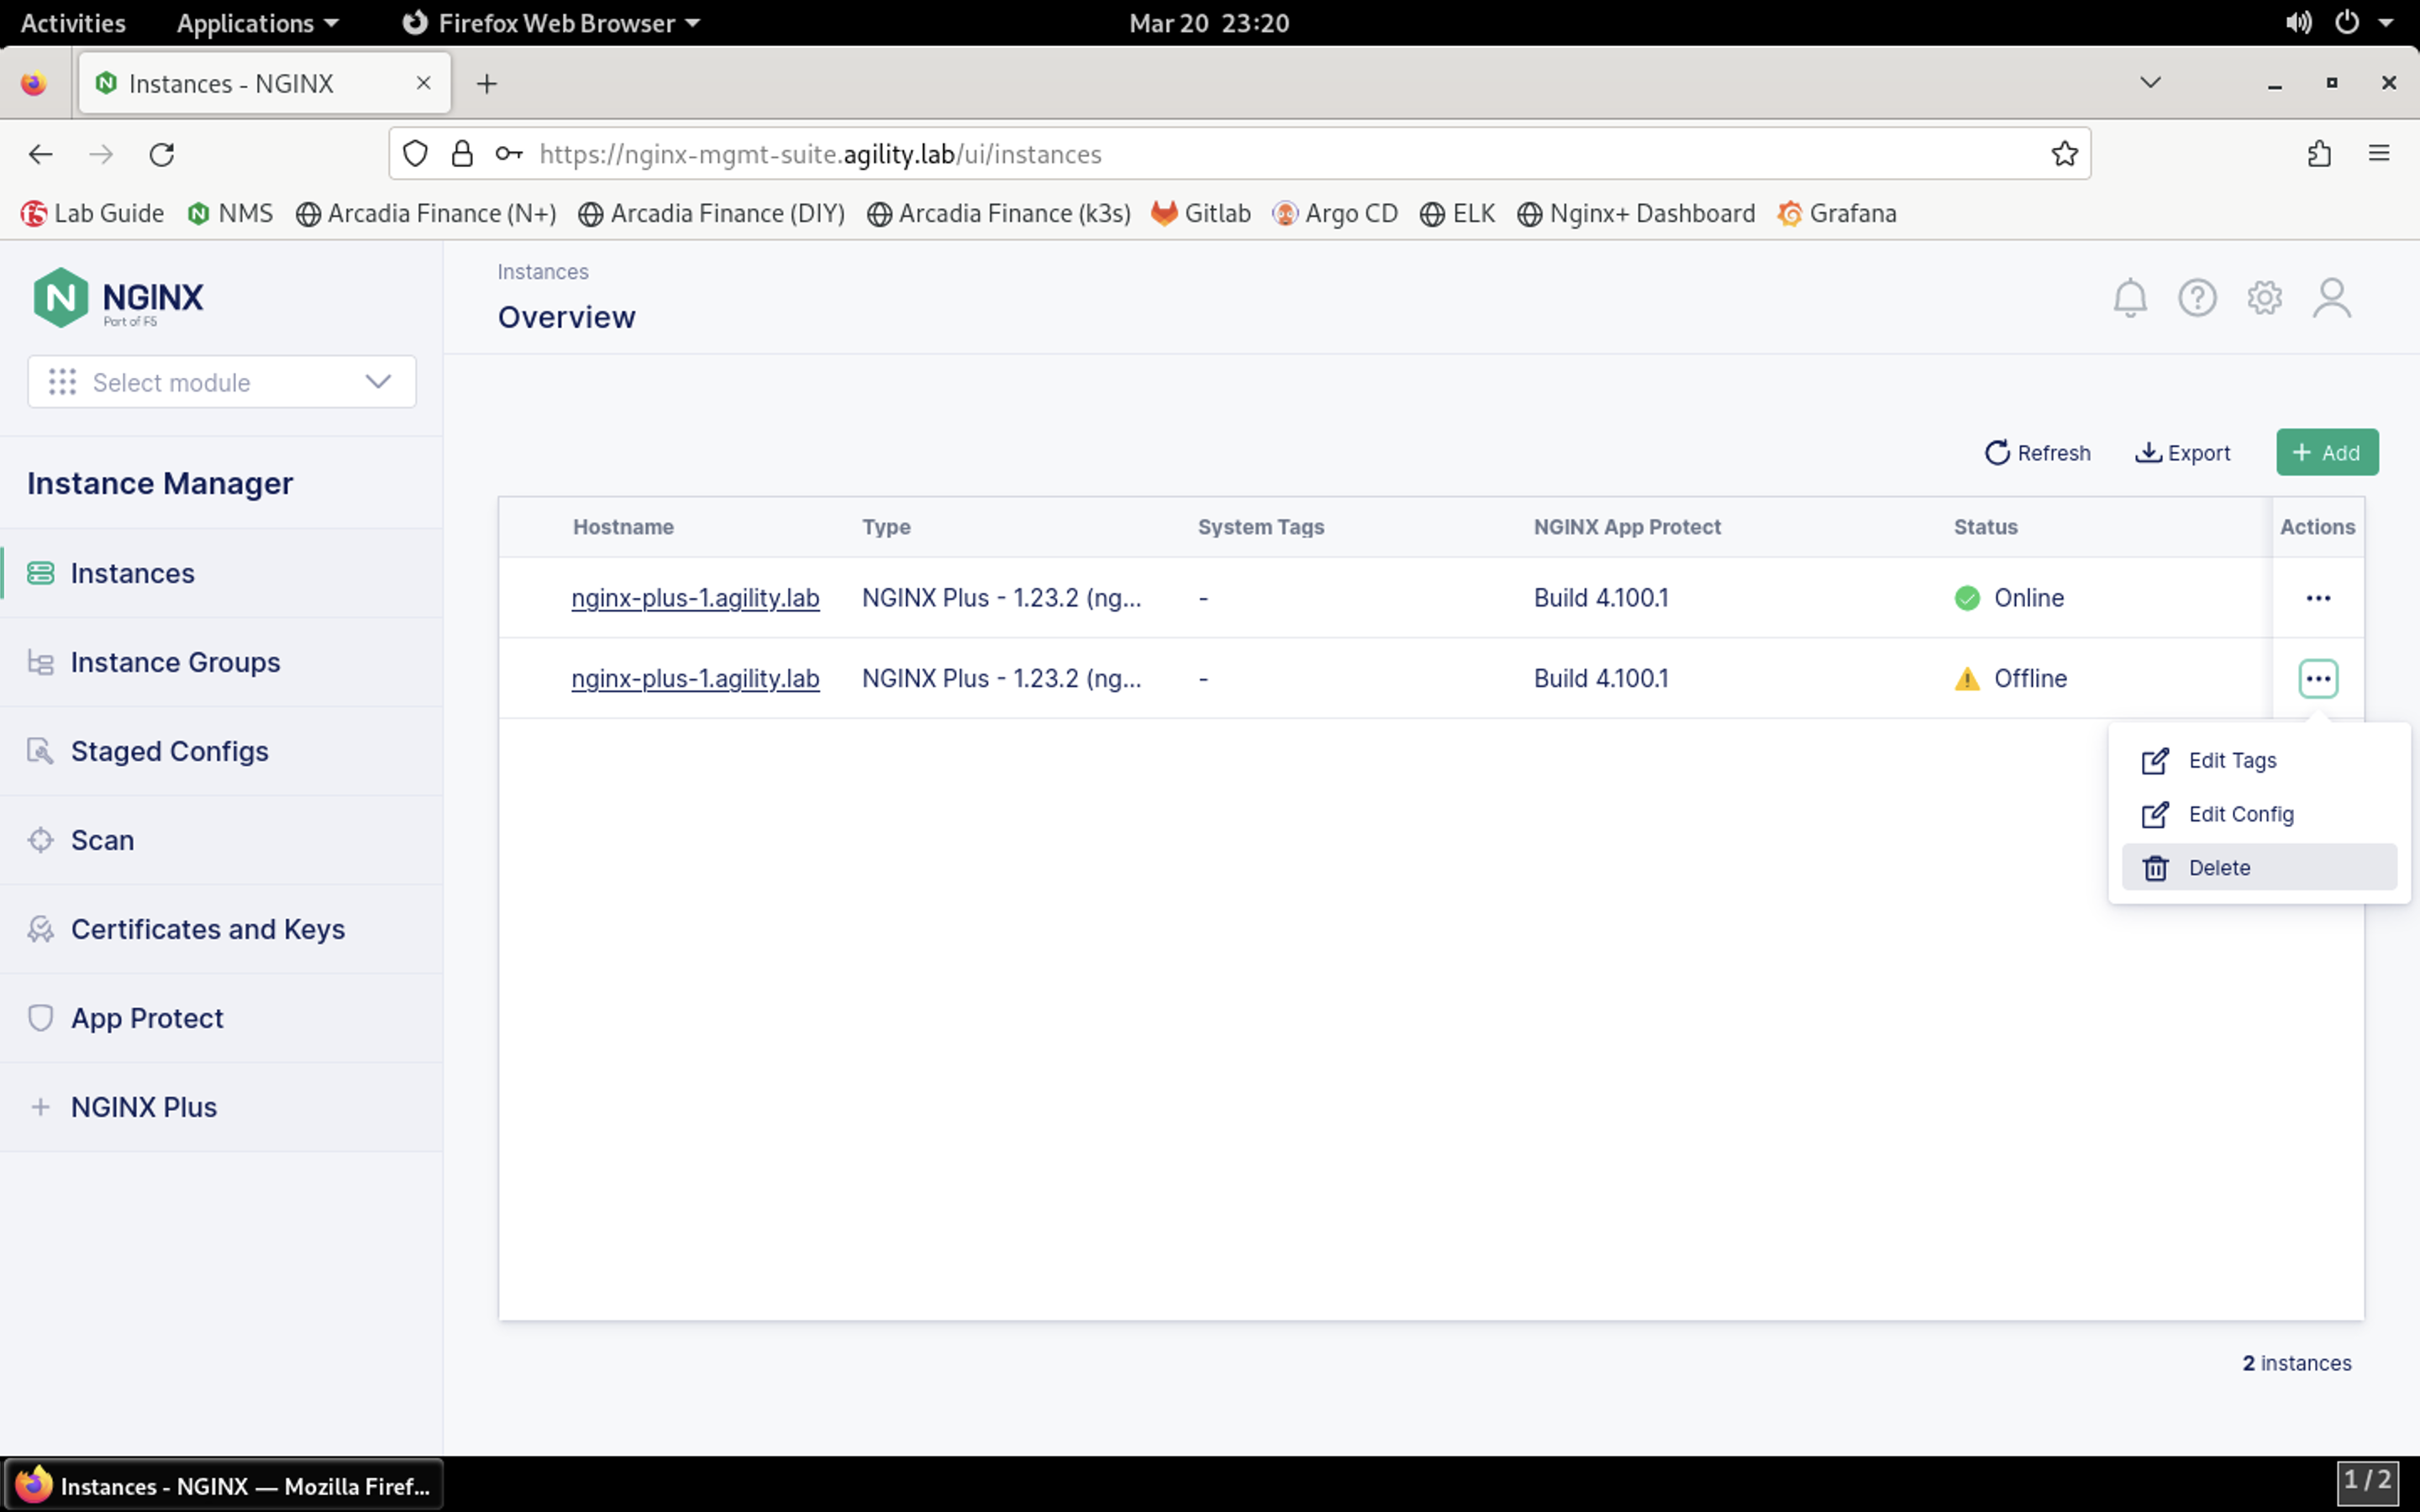 Activities Applications Firefox Web Browser Mar 20 23:20
Instances - NGINX
https://nginx-mgmt-suite.agility.lab/ui/instances
Lab Guide NMS Arcadia Finance (N+) Arcadia Finance (DIY) Arcadia Finance (k3s) Gitlab Argo CD ELK Nginx+ Dashboard Grafana
NGINX
Part of F5
Select module
Instance Manager
Instances
Instance Groups
Staged Configs
Scan
Certificates and Keys
App Protect
NGINX Plus
Instances
Overview
Refresh Export + Add
Hostname Type System Tags NGINX App Protect Status Actions
nginx-plus-1.agility.lab NGINX Plus - 1.23.2 (ng... - Build 4.100.1 Online ...
nginx-plus-1.agility.lab NGINX Plus - 1.23.2 (ng... - Build 4.100.1 Offline ...
Edit Tags
Edit Config
Delete
2 instances
Instances - NGINX — Mozilla Firef... 1 / 2